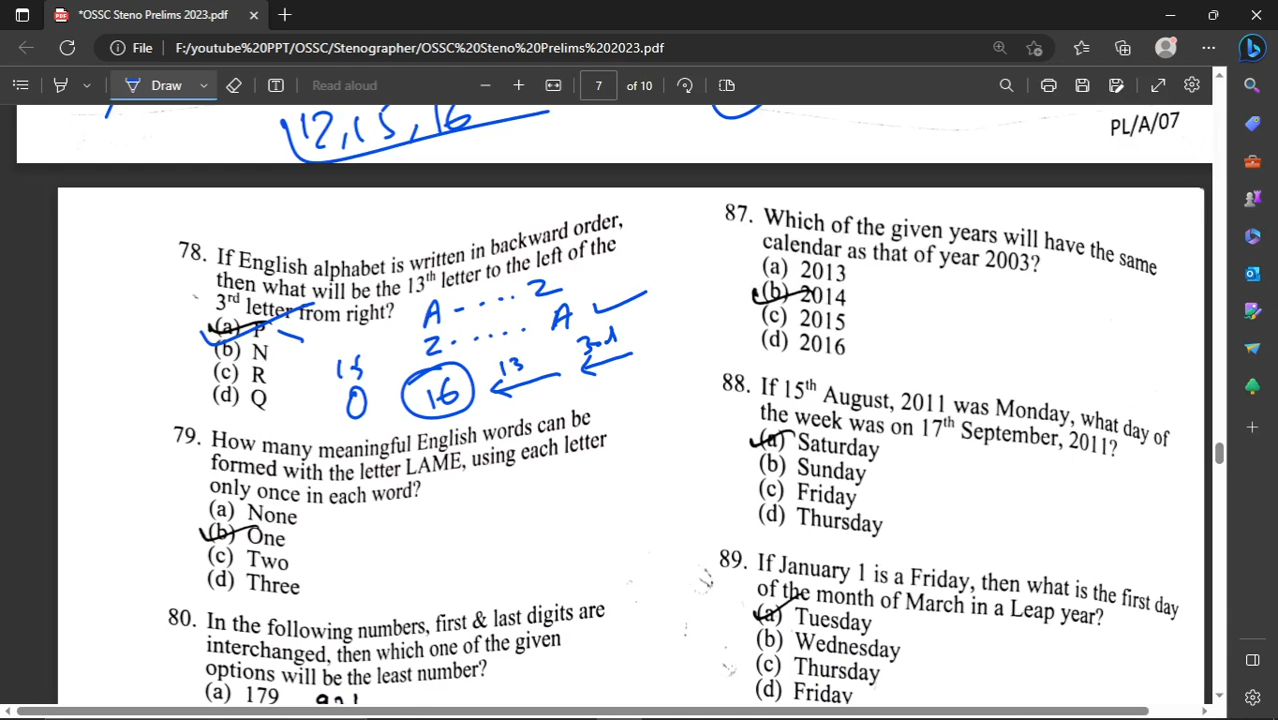 *OSSC Steno Prelims 2023.pdf
File
F:/youtube%20PPT/OSSC/Stenographer/OSSC%20Steno%20Prelims%202023.pdf
Draw
Read aloud
7
of 10
12, 15, 16
PL/A/07
78. If English alphabet is written in backward order,
then what will be the 13th letter to the left of the
3rd letter from right?
(a) P
(b) N
(c) R
(d) Q
A - . . . . Z
Z . . . . . . A
3rd
13
16
15
O
79. How many meaningful English words can be
formed with the letter LAME, using each letter
only once in each word?
(a) None
(b) One
(c) Two
(d) Three
80. In the following numbers, first & last digits are
interchanged, then which one of the given
options will be the least number?
(a) 179
87. Which of the given years will have the same
calendar as that of year 2003?
(a) 2013
(b) 2014
(c) 2015
(d) 2016
88. If 15th August, 2011 was Monday, what day of
the week was on 17th September, 2011?
(a) Saturday
(b) Sunday
(c) Friday
(d) Thursday
89. If January 1 is a Friday, then what is the first day
of the month of March in a Leap year?
(a) Tuesday
(b) Wednesday
(c) Thursday
(d) Friday